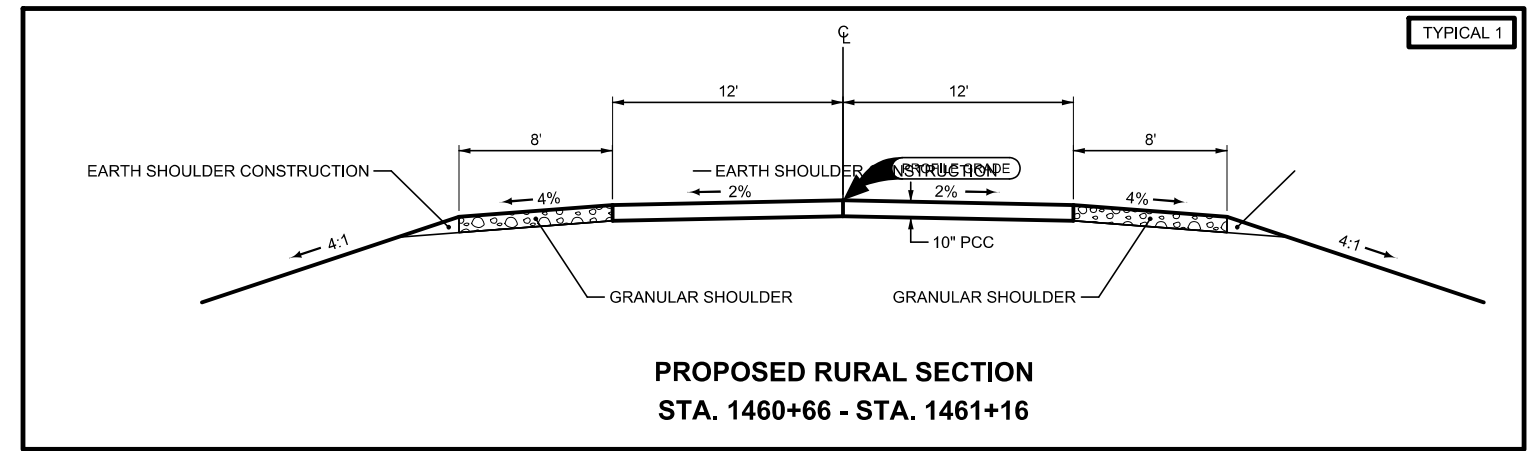 TYPICAL 1
℄
12'
12'
8'
8'
EARTH SHOULDER CONSTRUCTION
EARTH SHOULDER CONSTRUCTION
PROFILE GRADE
4%
2%
2%
4%
4:1
4:1
10" PCC
GRANULAR SHOULDER
GRANULAR SHOULDER
PROPOSED RURAL SECTION
STA. 1460+66 - STA. 1461+16